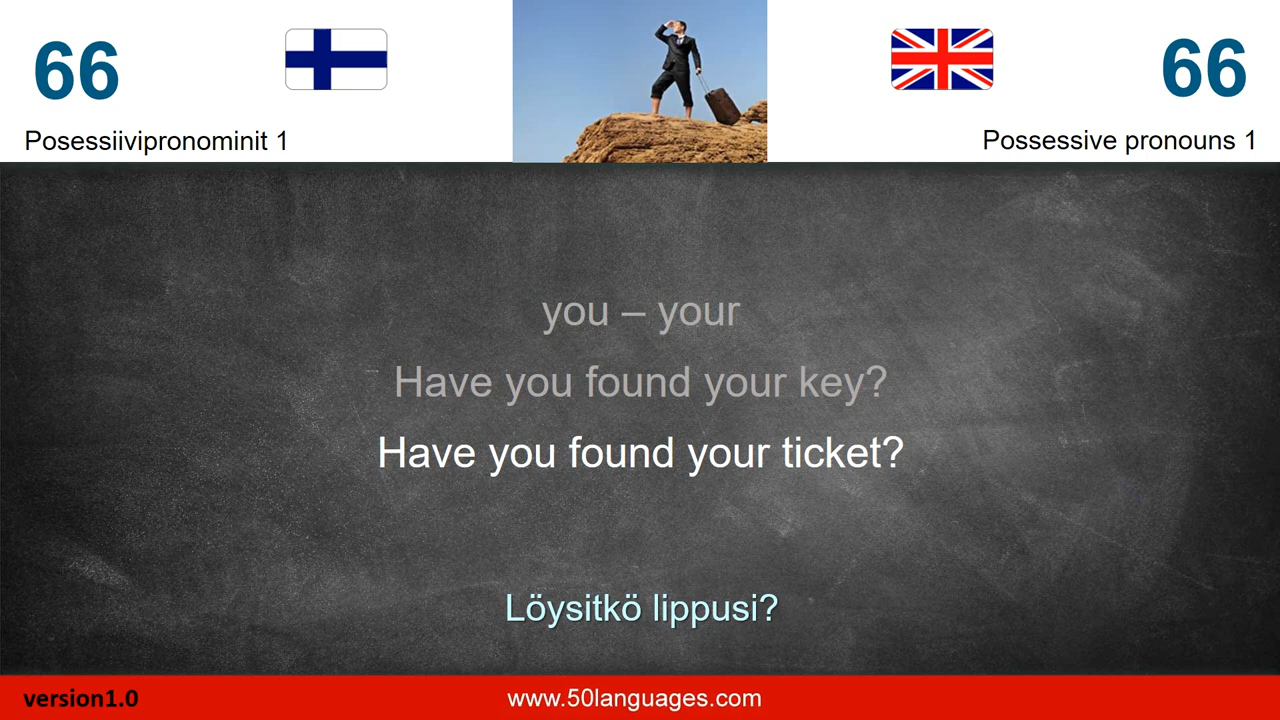 66
66
Posessiivipronominit 1
Possessive pronouns 1
you – your
Have you found your key?
Have you found your ticket?
Löysitkö lippusi?
version1.0
www.50languages.com